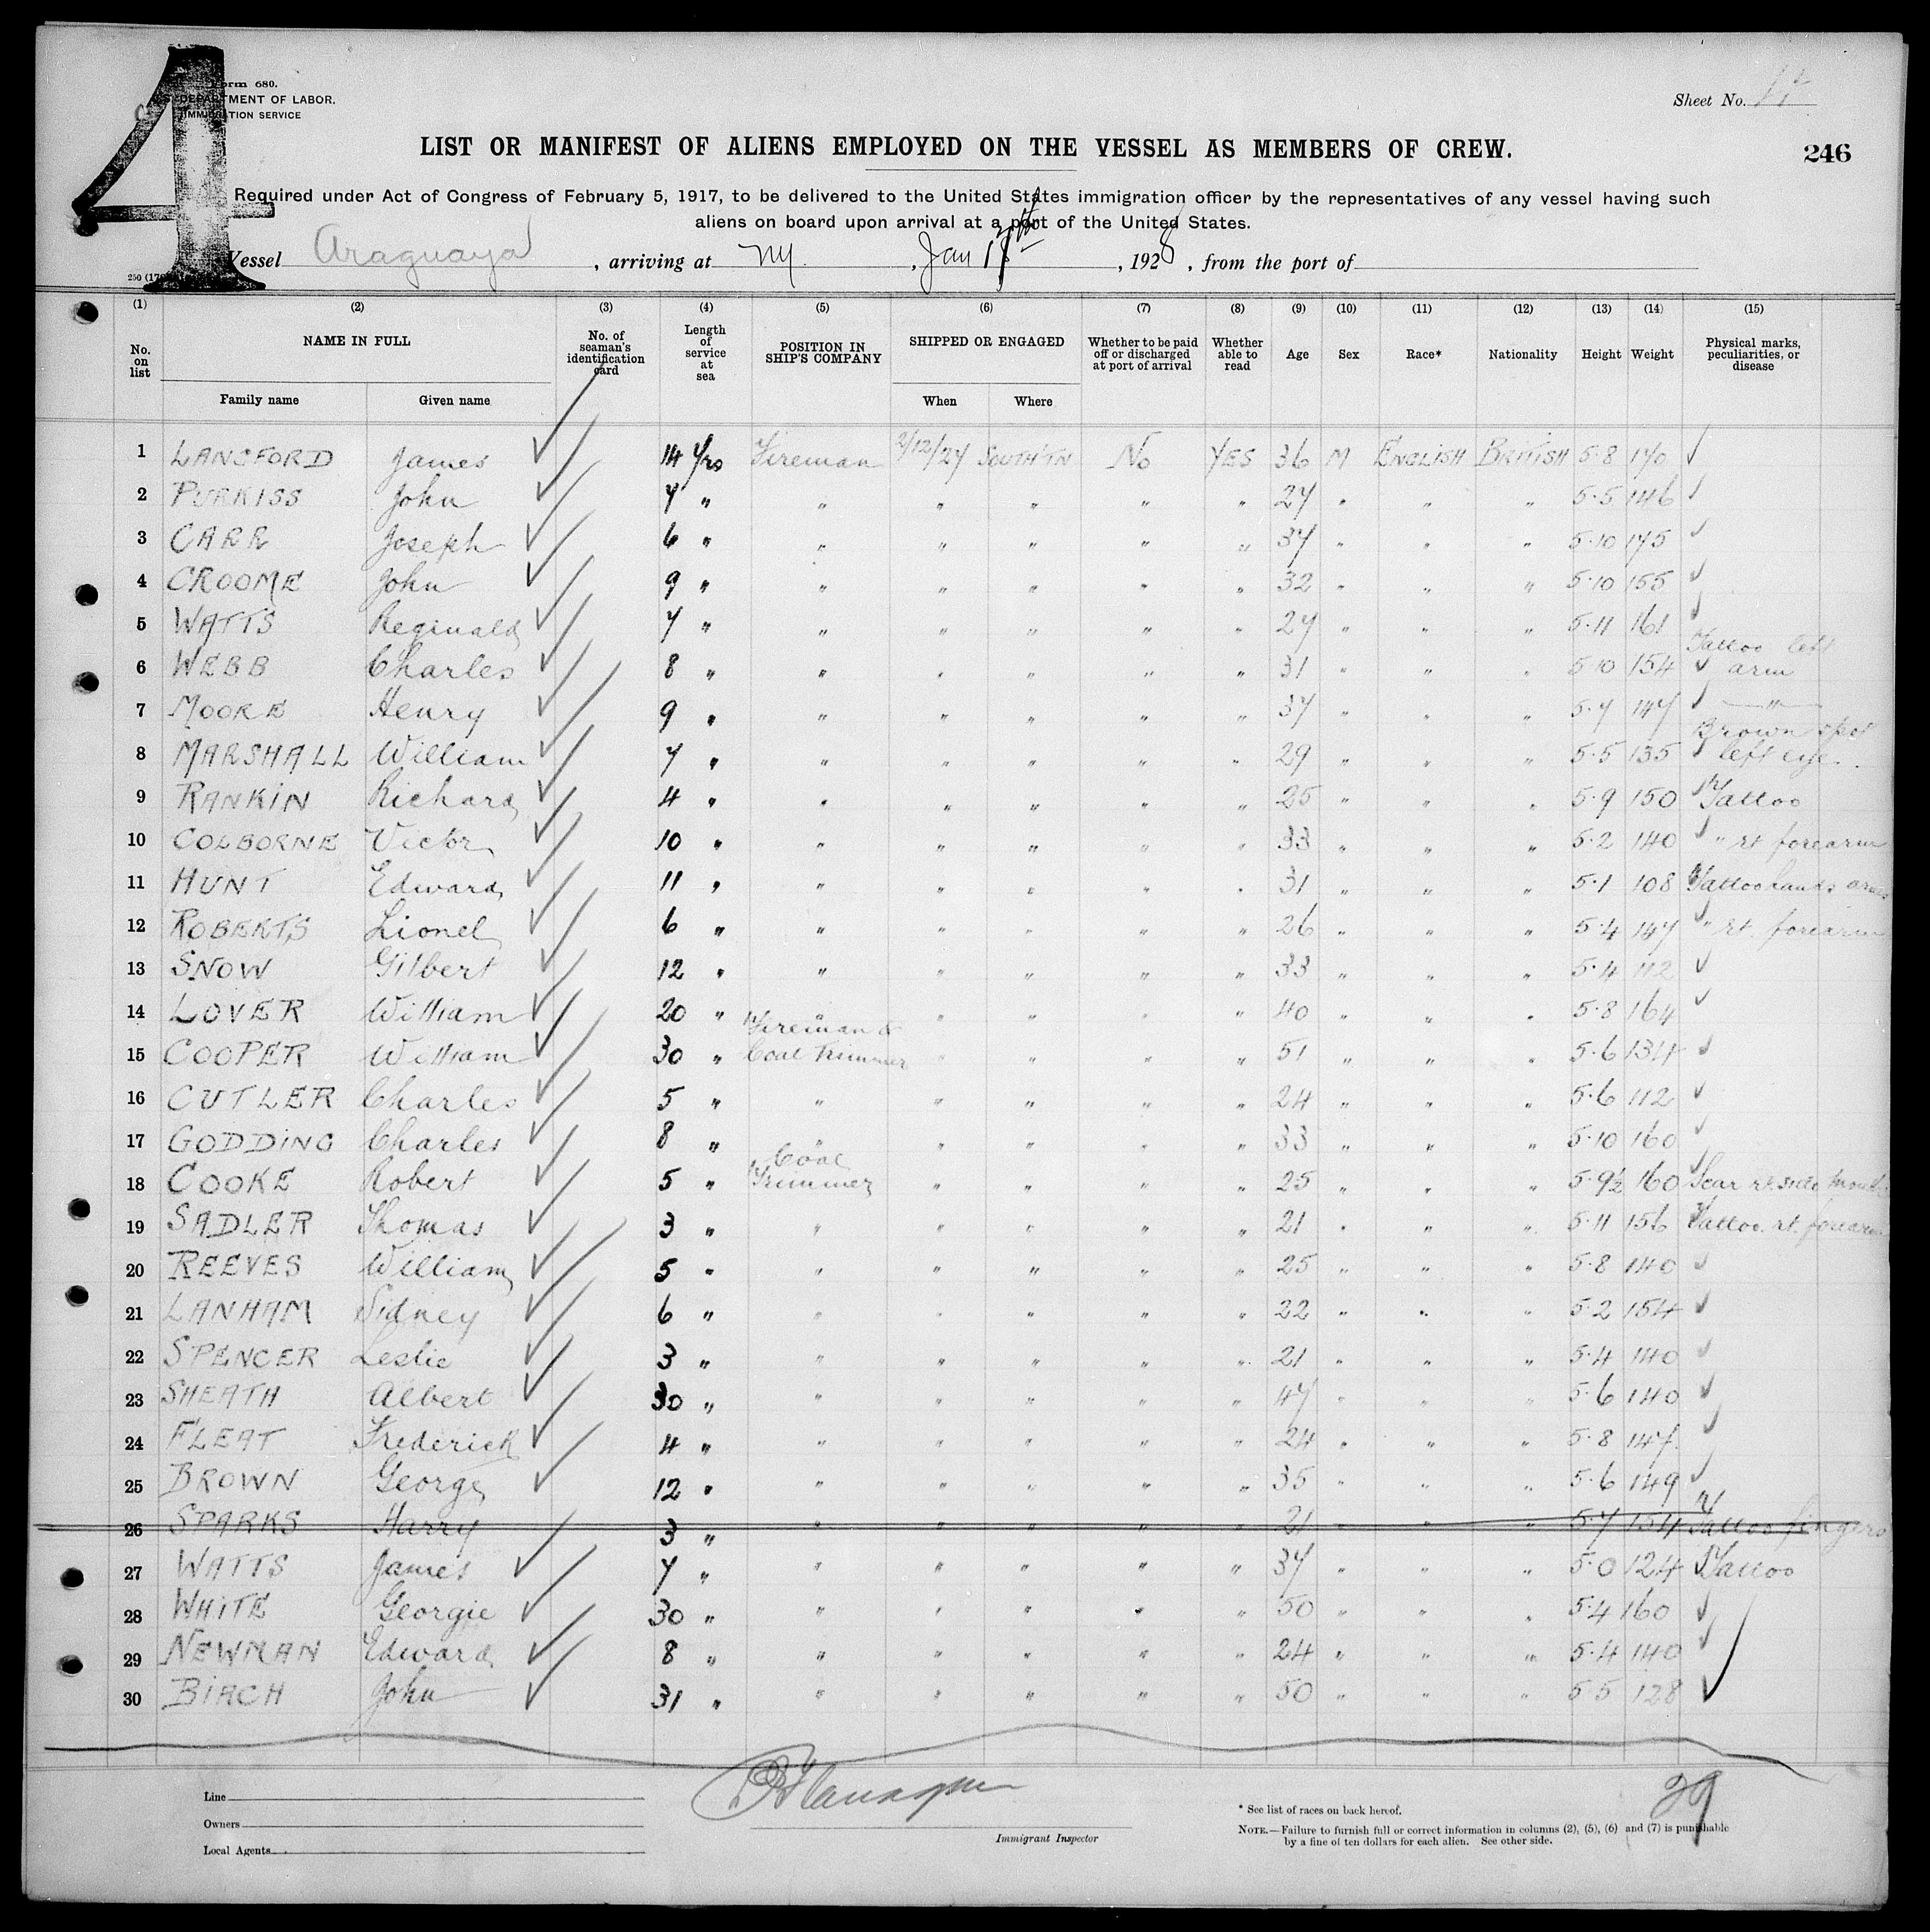 4
Form 680.
U.S. DEPARTMENT OF LABOR.
IMMIGRATION SERVICE
Sheet No.
LIST OR MANIFEST OF ALIENS EMPLOYED ON THE VESSEL AS MEMBERS OF CREW.
246
Required under Act of Congress of February 5, 1917, to be delivered to the United States immigration officer by the representatives of any vessel having such
aliens on board upon arrival at a port of the United States.
Vessel Araguaya , arriving at NY. , Jan , 1928 , from the port of
(1) (2) (3) (4) (5) (6) (7) (8) (9) (10) (11) (12) (13) (14) (15)
No. on list NAME IN FULL No. of seaman's identification card Length of service at sea POSITION IN SHIP'S COMPANY SHIPPED OR ENGAGED Whether to be paid off or discharged at port of arrival Whether able to read Age Sex Race* Nationality Height Weight Physical marks, peculiarities, or disease
Family name Given name When Where
1 LANGFORD James 14 Yrs Fireman 2/12/27 SOUTH'TN No YES 36 M ENGLISH BRITISH 5·8 170
2 PURKISS John 7 " " " " " " 27 " " " 5·5 146
3 CARR Joseph 6 " " " " " " 37 " " " 5·10 175
4 CROOME John 9 " " " " " " 32 " " " 5·10 155
5 WATTS Reginald 7 " " " " " " 27 " " " 5·11 161
6 WEBB Charles 8 " " " " " " 31 " " " 5·10 154 Tattoo left arm
7 MOORE Henry 9 " " " " " " 37 " " " 5·7 147 "
8 MARSHALL William 7 " " " " " " 29 " " " 5·5 135 Brown spot left eye.
9 RANKIN Richard 4 " " " " " " 25 " " " 5·9 150 Tattoo
10 COLBORNE Victor 10 " " " " " " 33 " " " 5·2 140 " rt forearm
11 HUNT Edward 11 " " " " " " 31 " " " 5·1 108 Tattoo hands arms
12 ROBERTS Lionel 6 " " " " " " 26 " " " 5·4 147 " rt. forearm
13 SNOW Gilbert 12 " " " " " " 33 " " " 5·4 112
14 LOVER William 20 " " " " " " 40 " " " 5·8 164
15 COOPER William 30 " Fireman & Coal Trimmer " " " " 51 " " " 5·6 134
16 CUTLER Charles 5 " " " " " " 24 " " " 5·6 112
17 GODDING Charles 8 " " " " " " 33 " " " 5·10 160
18 COOKE Robert 5 " Coal Trimmer " " " " 25 " " " 5·9½ 160 Scar rt side mouth
19 SADLER Thomas 3 " " " " " " 21 " " " 5·11 156 Tattoo rt. forearm
20 REEVES William 5 " " " " " " 25 " " " 5·8 140
21 LANHAM Sidney 6 " " " " " " 22 " " " 5·2 154
22 SPENCER Leslie 3 " " " " " " 21 " " " 5·4 140
23 SHEATH Albert 30 " " " " " " 47 " " " 5·6 140
24 FLEAT Frederick 4 " " " " " " 24 " " " 5·8 147
25 BROWN George 12 " " " " " " 35 " " " 5·6 149
26 SPARKS Harry 3 " " " " " " 21 " " " 5·7 154 Tattoo fingers
27 WATTS James 7 " " " " " " 37 " " " 5·0 124 Tattoo
28 WHITE Georgie 30 " " " " " " 50 " " " 5·4 160
29 NEWMAN Edward 8 " " " " " " 24 " " " 5·4 140
30 BIRCH John 31 " " " " " " 50 " " " 5·5 128
Line
Owners
Local Agents
Immigrant Inspector
29
* See list of races on back hereof.
NOTE.—Failure to furnish full or correct information in columns (2), (5), (6) and (7) is punishable
by a fine of ten dollars for each alien. See other side.